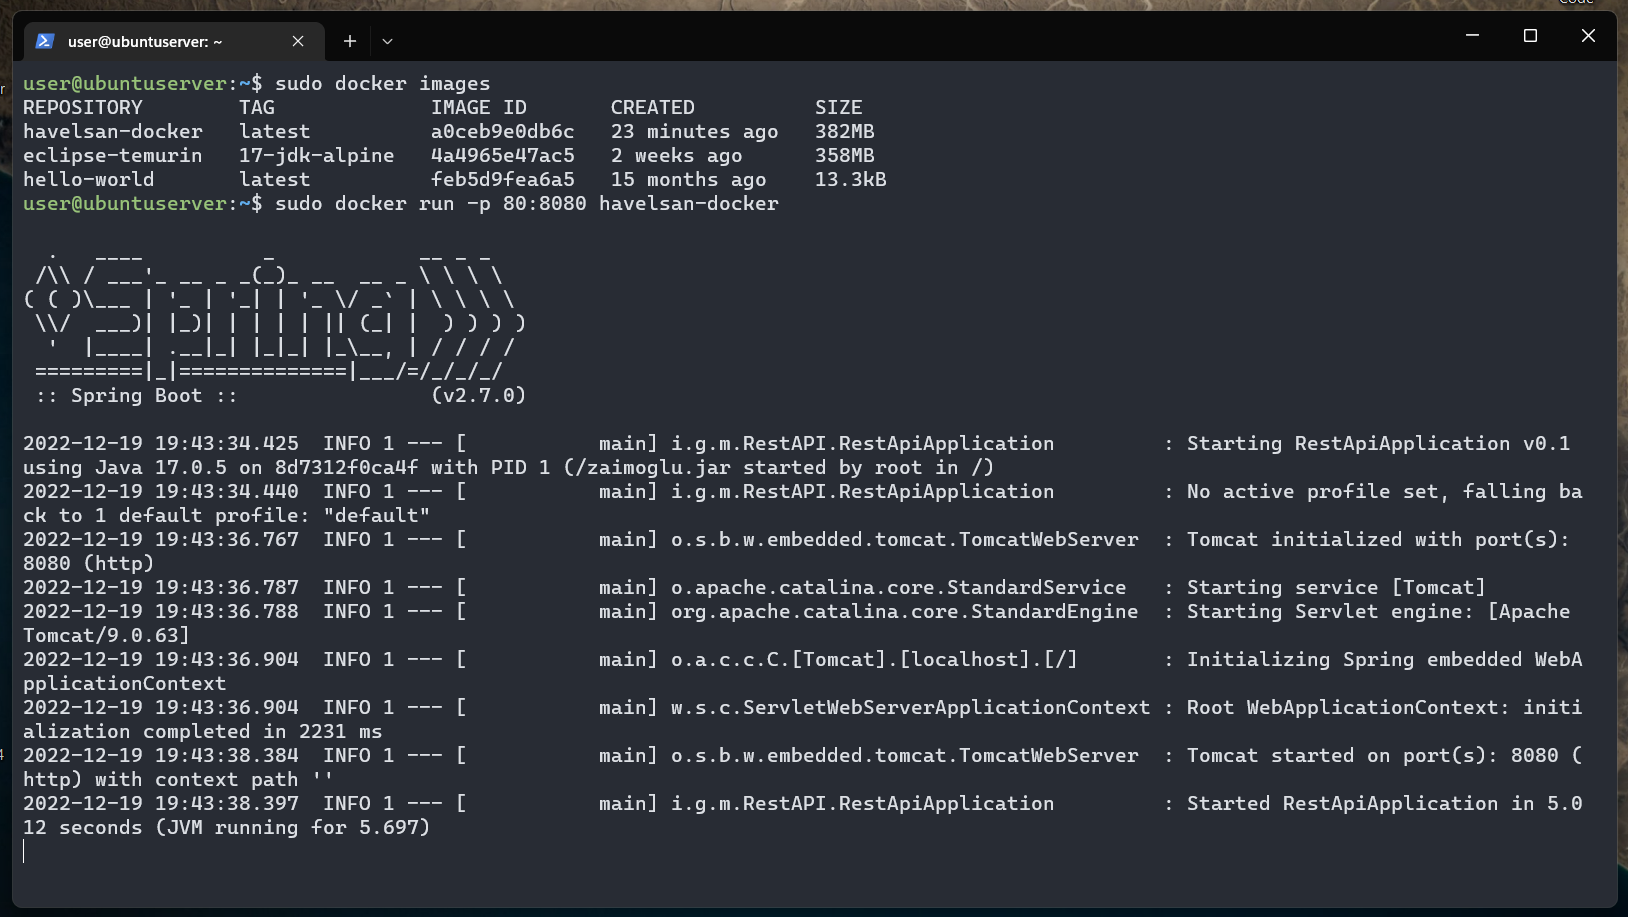 Code
user@ubuntuserver: ~
user@ubuntuserver:~$ sudo docker images
REPOSITORY        TAG             IMAGE ID       CREATED          SIZE
havelsan-docker   latest          a0ceb9e0db6c   23 minutes ago   382MB
eclipse-temurin   17-jdk-alpine   4a4965e47ac5   2 weeks ago      358MB
hello-world       latest          feb5d9fea6a5   15 months ago    13.3kB
user@ubuntuserver:~$ sudo docker run -p 80:8080 havelsan-docker

  .   ____          _            __ _ _
 /\\ / ___'_ __ _ _(_)_ __  __ _ \ \ \ \
( ( )\___ | '_ | '_| | '_ \/ _` | \ \ \ \
 \\/  ___)| |_)| | | | | || (_| |  ) ) ) )
  '  |____| .__|_| |_|_| |_\__, | / / / /
 =========|_|==============|___/=/_/_/_/
 :: Spring Boot ::                (v2.7.0)

2022-12-19 19:43:34.425  INFO 1 --- [           main] i.g.m.RestAPI.RestApiApplication         : Starting RestApiApplication v0.1
using Java 17.0.5 on 8d7312f0ca4f with PID 1 (/zaimoglu.jar started by root in /)
2022-12-19 19:43:34.440  INFO 1 --- [           main] i.g.m.RestAPI.RestApiApplication         : No active profile set, falling ba
ck to 1 default profile: "default"
2022-12-19 19:43:36.767  INFO 1 --- [           main] o.s.b.w.embedded.tomcat.TomcatWebServer  : Tomcat initialized with port(s):
8080 (http)
2022-12-19 19:43:36.787  INFO 1 --- [           main] o.apache.catalina.core.StandardService   : Starting service [Tomcat]
2022-12-19 19:43:36.788  INFO 1 --- [           main] org.apache.catalina.core.StandardEngine  : Starting Servlet engine: [Apache
Tomcat/9.0.63]
2022-12-19 19:43:36.904  INFO 1 --- [           main] o.a.c.c.C.[Tomcat].[localhost].[/]       : Initializing Spring embedded WebA
pplicationContext
2022-12-19 19:43:36.904  INFO 1 --- [           main] w.s.c.ServletWebServerApplicationContext : Root WebApplicationContext: initi
alization completed in 2231 ms
2022-12-19 19:43:38.384  INFO 1 --- [           main] o.s.b.w.embedded.tomcat.TomcatWebServer  : Tomcat started on port(s): 8080 (
http) with context path ''
2022-12-19 19:43:38.397  INFO 1 --- [           main] i.g.m.RestAPI.RestApiApplication         : Started RestApiApplication in 5.0
12 seconds (JVM running for 5.697)